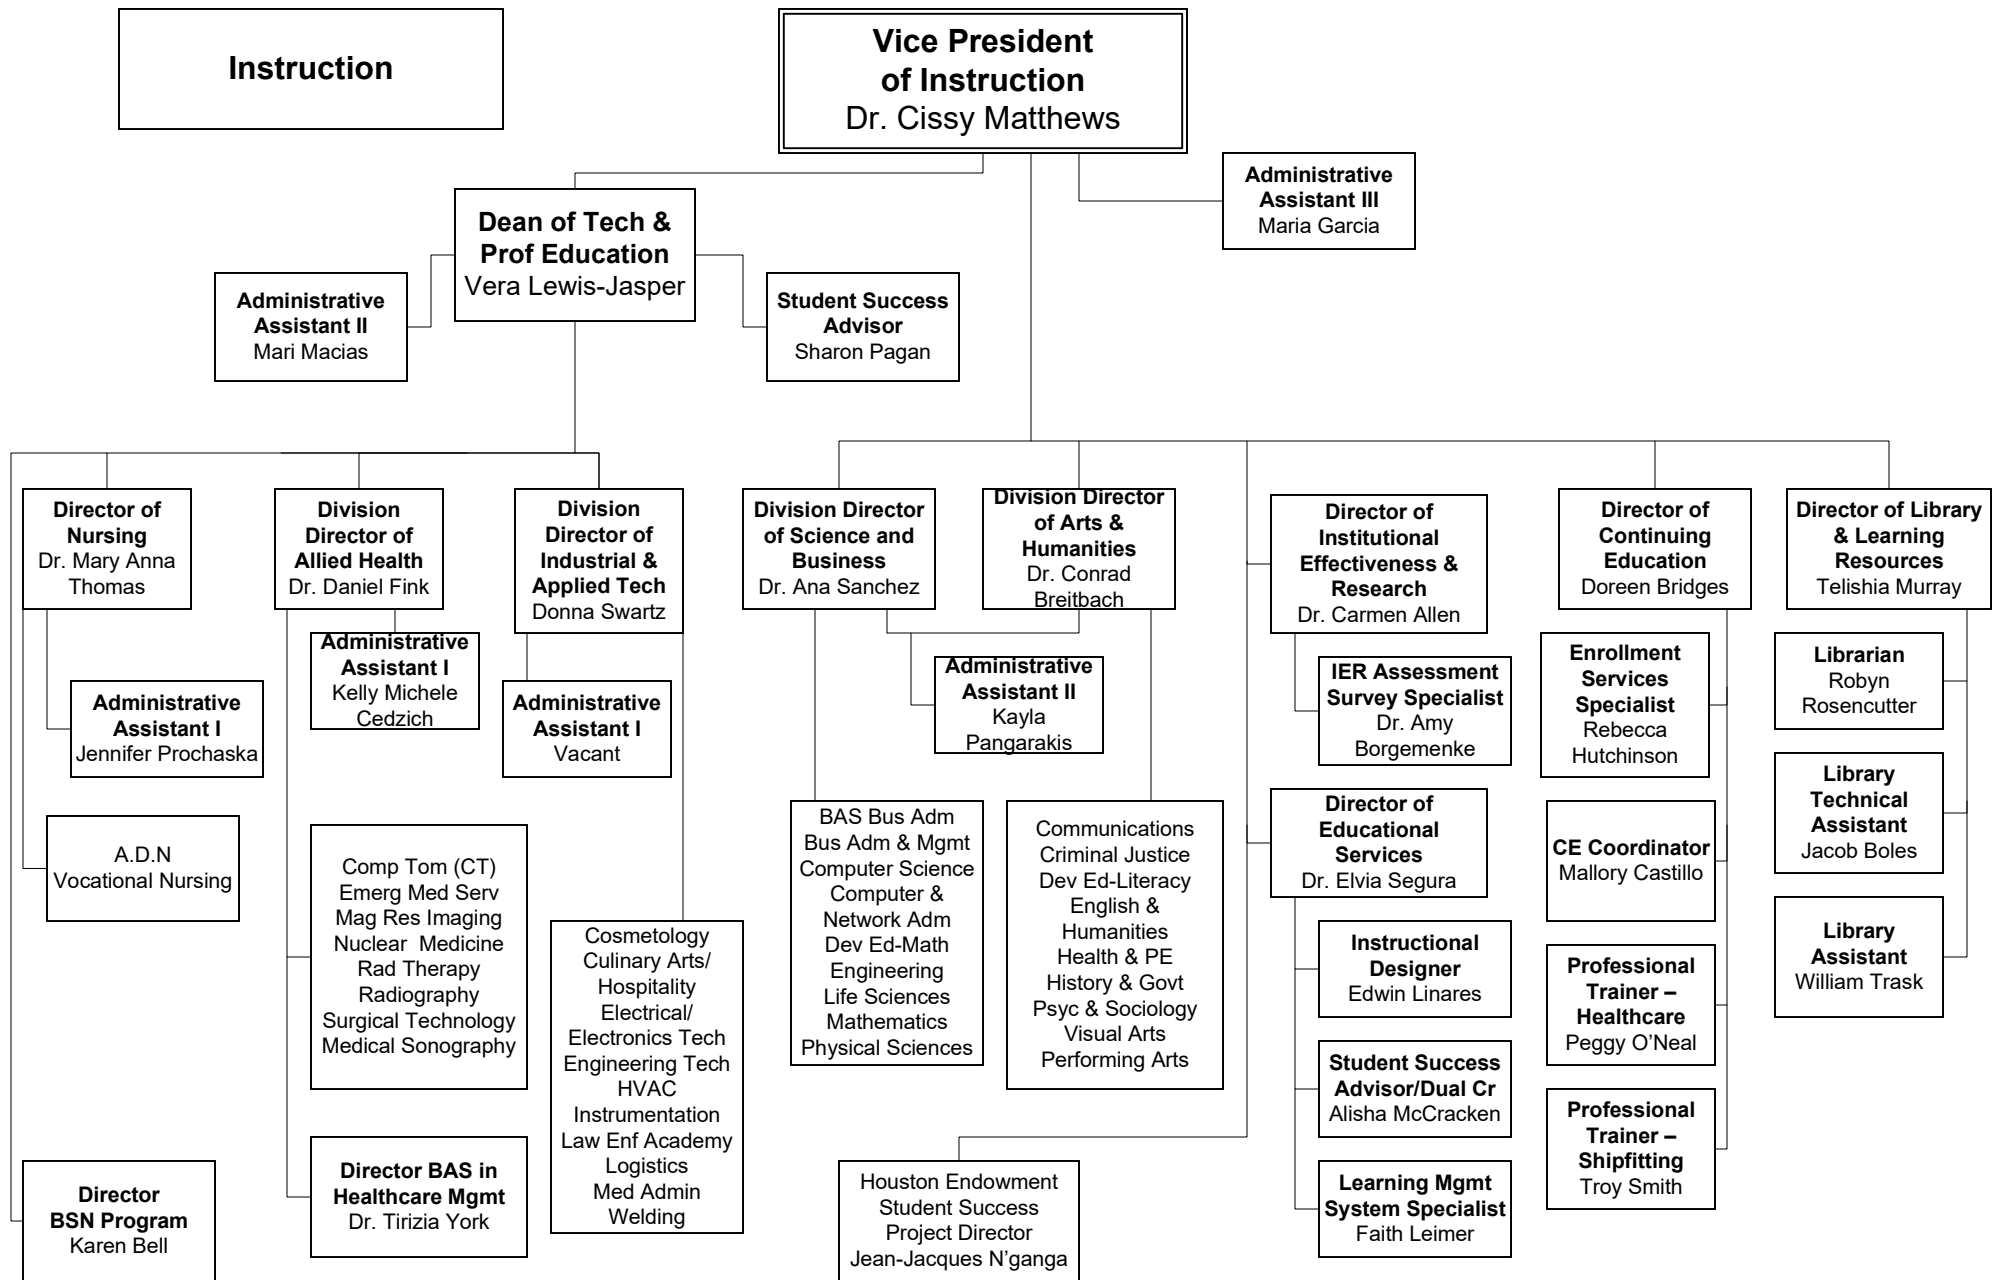 Instruction
Vice President
of Instruction
Dr. Cissy Matthews
Administrative
Assistant III
Maria Garcia
Dean of Tech &
Prof Education
Vera Lewis-Jasper
Administrative
Assistant II
Mari Macias
Student Success
Advisor
Sharon Pagan
Director of
Nursing
Dr. Mary Anna
Thomas
Administrative
Assistant I
Jennifer Prochaska
A.D.N
Vocational Nursing
Director
BSN Program
Karen Bell
Division
Director of
Allied Health
Dr. Daniel Fink
Administrative
Assistant I
Kelly Michele
Cedzich
Comp Tom (CT)
Emerg Med Serv
Mag Res Imaging
Nuclear  Medicine
Rad Therapy
Radiography
Surgical Technology
Medical Sonography
Director BAS in
Healthcare Mgmt
Dr. Tirizia York
Division
Director of
Industrial &
Applied Tech
Donna Swartz
Administrative
Assistant I
Vacant
Cosmetology
Culinary Arts/
Hospitality
Electrical/
Electronics Tech
Engineering Tech
HVAC
Instrumentation
Law Enf Academy
Logistics
Med Admin
Welding
Division Director
of Science and
Business
Dr. Ana Sanchez
Division Director
of Arts &
Humanities
Dr. Conrad
Breitbach
Administrative
Assistant II
Kayla
Pangarakis
BAS Bus Adm
Bus Adm & Mgmt
Computer Science
Computer &
Network Adm
Dev Ed-Math
Engineering
Life Sciences
Mathematics
Physical Sciences
Communications
Criminal Justice
Dev Ed-Literacy
English &
Humanities
Health & PE
History & Govt
Psyc & Sociology
Visual Arts
Performing Arts
Houston Endowment
Student Success
Project Director
Jean-Jacques N’ganga
Director of
Institutional
Effectiveness &
Research
Dr. Carmen Allen
IER Assessment
Survey Specialist
Dr. Amy
Borgemenke
Director of
Educational
Services
Dr. Elvia Segura
Instructional
Designer
Edwin Linares
Student Success
Advisor/Dual Cr
Alisha McCracken
Learning Mgmt
System Specialist
Faith Leimer
Director of
Continuing
Education
Doreen Bridges
Enrollment
Services
Specialist
Rebecca
Hutchinson
CE Coordinator
Mallory Castillo
Professional
Trainer –
Healthcare
Peggy O’Neal
Professional
Trainer –
Shipfitting
Troy Smith
Director of Library
& Learning
Resources
Telishia Murray
Librarian
Robyn
Rosencutter
Library
Technical
Assistant
Jacob Boles
Library
Assistant
William Trask